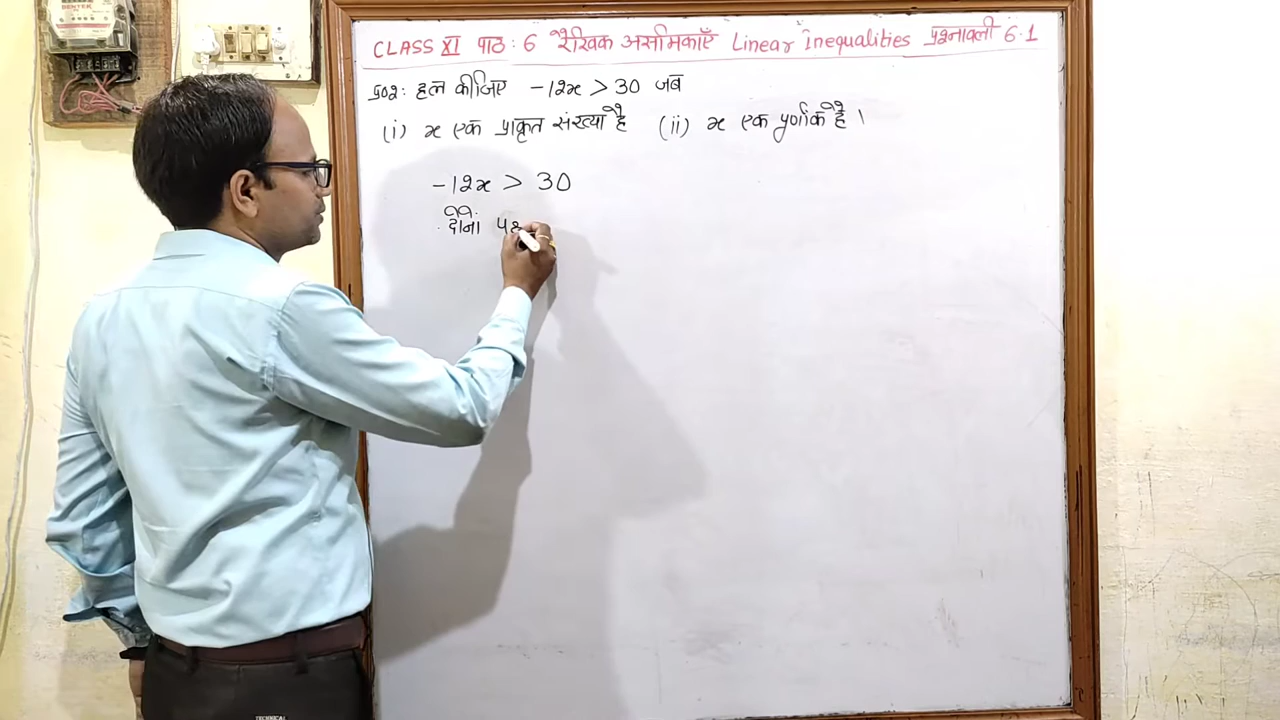 CLASS XI पाठ : 6 रैखिक असमिकाएँ Linear Inequalities प्रश्नावली 6.1
प्र०२: हल कीजिए -12x > 30 जब
(i) x एक प्राकृत संख्या है (ii) x एक पूर्णांक है।
-12x > 30
दोनों